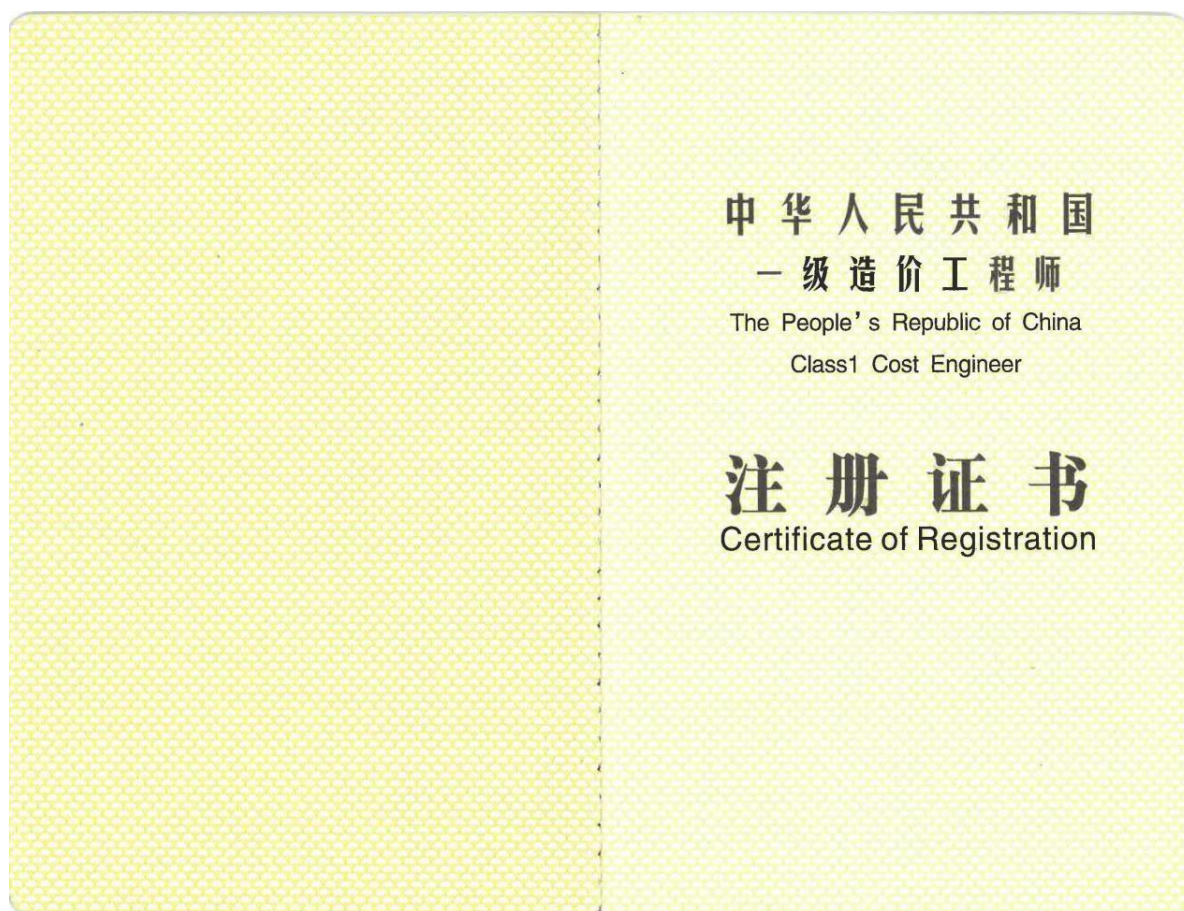 中华人民共和国
一级造价工程师
The People's Republic of China
Class1 Cost Engineer
注册证书
Certificate of Registration